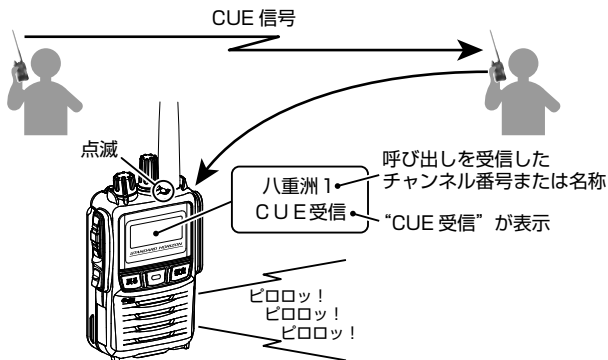 CUE 信号
点滅
八重洲1
CUE受信
呼び出しを受信した
チャンネル番号または名称
“CUE 受信” が表示
STANDARD HORIZON
ピロロッ！
ピロロッ！
ピロロッ！